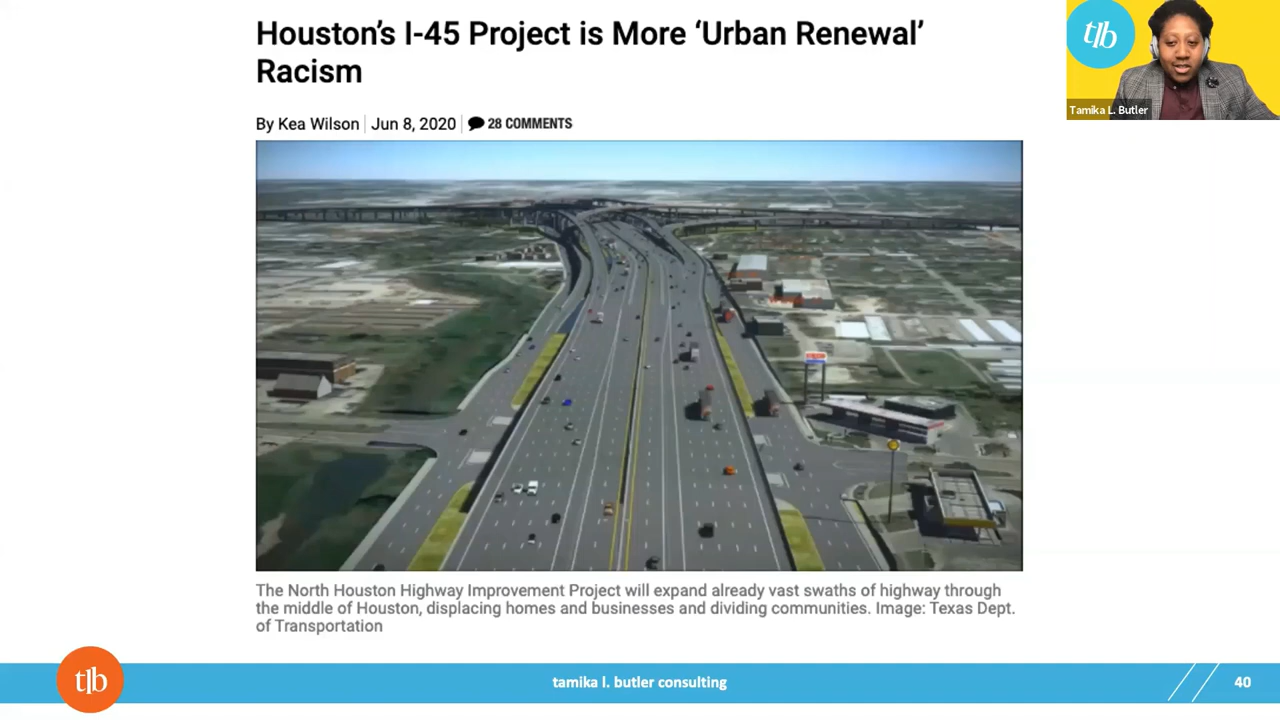 Houston's I-45 Project is More 'Urban Renewal'
Racism
By Kea Wilson | Jun 8, 2020 | 28 COMMENTS
The North Houston Highway Improvement Project will expand already vast swaths of highway through
the middle of Houston, displacing homes and businesses and dividing communities. Image: Texas Dept.
of Transportation
tlb
Tamika L. Butler
tlb
tamika l. butler consulting
40